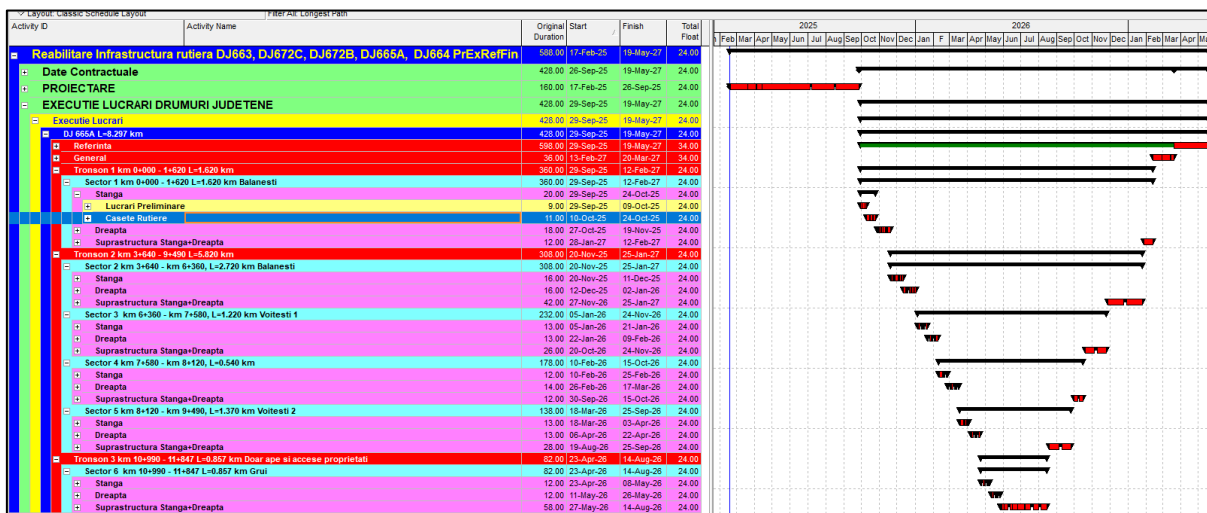 Layout: Classic Schedule Layout Filter All: Longest Path
Activity ID Activity Name Original Duration Start Finish Total Float 2025 2026
Feb Mar Apr May Jun Jul Aug Sep Oct Nov Dec Jan F Mar Apr May Jun Jul Aug Sep Oct Nov Dec Jan Feb Mar Apr
Reabilitare Infrastructura rutiera DJ663, DJ672C, DJ672B, DJ665A, DJ664 PrExRefFin 588.00 17-Feb-25 19-May-27 24.00
Date Contractuale 428.00 26-Sep-25 19-May-27 24.00
PROIECTARE 160.00 17-Feb-25 26-Sep-25 24.00
EXECUTIE LUCRARI DRUMURI JUDETENE 428.00 29-Sep-25 19-May-27 24.00
Executie Lucrari 428.00 29-Sep-25 19-May-27 24.00
DJ 665A L=8.297 km 428.00 29-Sep-25 19-May-27 24.00
Referinta 598.00 29-Sep-25 19-May-27 34.00
General 36.00 13-Feb-27 20-Mar-27 34.00
Tronson 1 km 0+000 - 1+620 L=1.620 km 360.00 29-Sep-25 12-Feb-27 24.00
Sector 1 km 0+000 - 1+620 L=1.620 km Balanesti 360.00 29-Sep-25 12-Feb-27 24.00
Stanga 20.00 29-Sep-25 24-Oct-25 24.00
Lucrari Preliminare 9.00 29-Sep-25 09-Oct-25 24.00
Casete Rutiere 11.00 10-Oct-25 24-Oct-25 24.00
Dreapta 18.00 27-Oct-25 19-Nov-25 24.00
Suprastructura Stanga+Dreapta 12.00 28-Jan-27 12-Feb-27 24.00
Tronson 2 km 3+640 - 9+490 L=5.820 km 308.00 20-Nov-25 25-Jan-27 24.00
Sector 2 km 3+640 - km 6+360, L=2.720 km Balanesti 308.00 20-Nov-25 25-Jan-27 24.00
Stanga 16.00 20-Nov-25 11-Dec-25 24.00
Dreapta 16.00 12-Dec-25 02-Jan-26 24.00
Suprastructura Stanga+Dreapta 42.00 27-Nov-26 25-Jan-27 24.00
Sector 3 km 6+360 - km 7+580, L=1.220 km Voitesti 1 232.00 05-Jan-26 24-Nov-26 24.00
Stanga 13.00 05-Jan-26 21-Jan-26 24.00
Dreapta 13.00 22-Jan-26 09-Feb-26 24.00
Suprastructura Stanga+Dreapta 26.00 20-Oct-26 24-Nov-26 24.00
Sector 4 km 7+580 - km 8+120, L=0.540 km 178.00 10-Feb-26 15-Oct-26 24.00
Stanga 12.00 10-Feb-26 25-Feb-26 24.00
Dreapta 14.00 26-Feb-26 17-Mar-26 24.00
Suprastructura Stanga+Dreapta 12.00 30-Sep-26 15-Oct-26 24.00
Sector 5 km 8+120 - km 9+490, L=1.370 km Voitesti 2 138.00 18-Mar-26 25-Sep-26 24.00
Stanga 13.00 18-Mar-26 03-Apr-26 24.00
Dreapta 13.00 06-Apr-26 22-Apr-26 24.00
Suprastructura Stanga+Dreapta 28.00 19-Aug-26 25-Sep-26 24.00
Tronson 3 km 10+990 - 11+847 L=0.857 km Doar ape si accese proprietati 82.00 23-Apr-26 14-Aug-26 24.00
Sector 6 km 10+990 - 11+847 L=0.857 km Grui 82.00 23-Apr-26 14-Aug-26 24.00
Stanga 12.00 23-Apr-26 08-May-26 24.00
Dreapta 12.00 11-May-26 26-May-26 24.00
Suprastructura Stanga+Dreapta 58.00 27-May-26 14-Aug-26 24.00